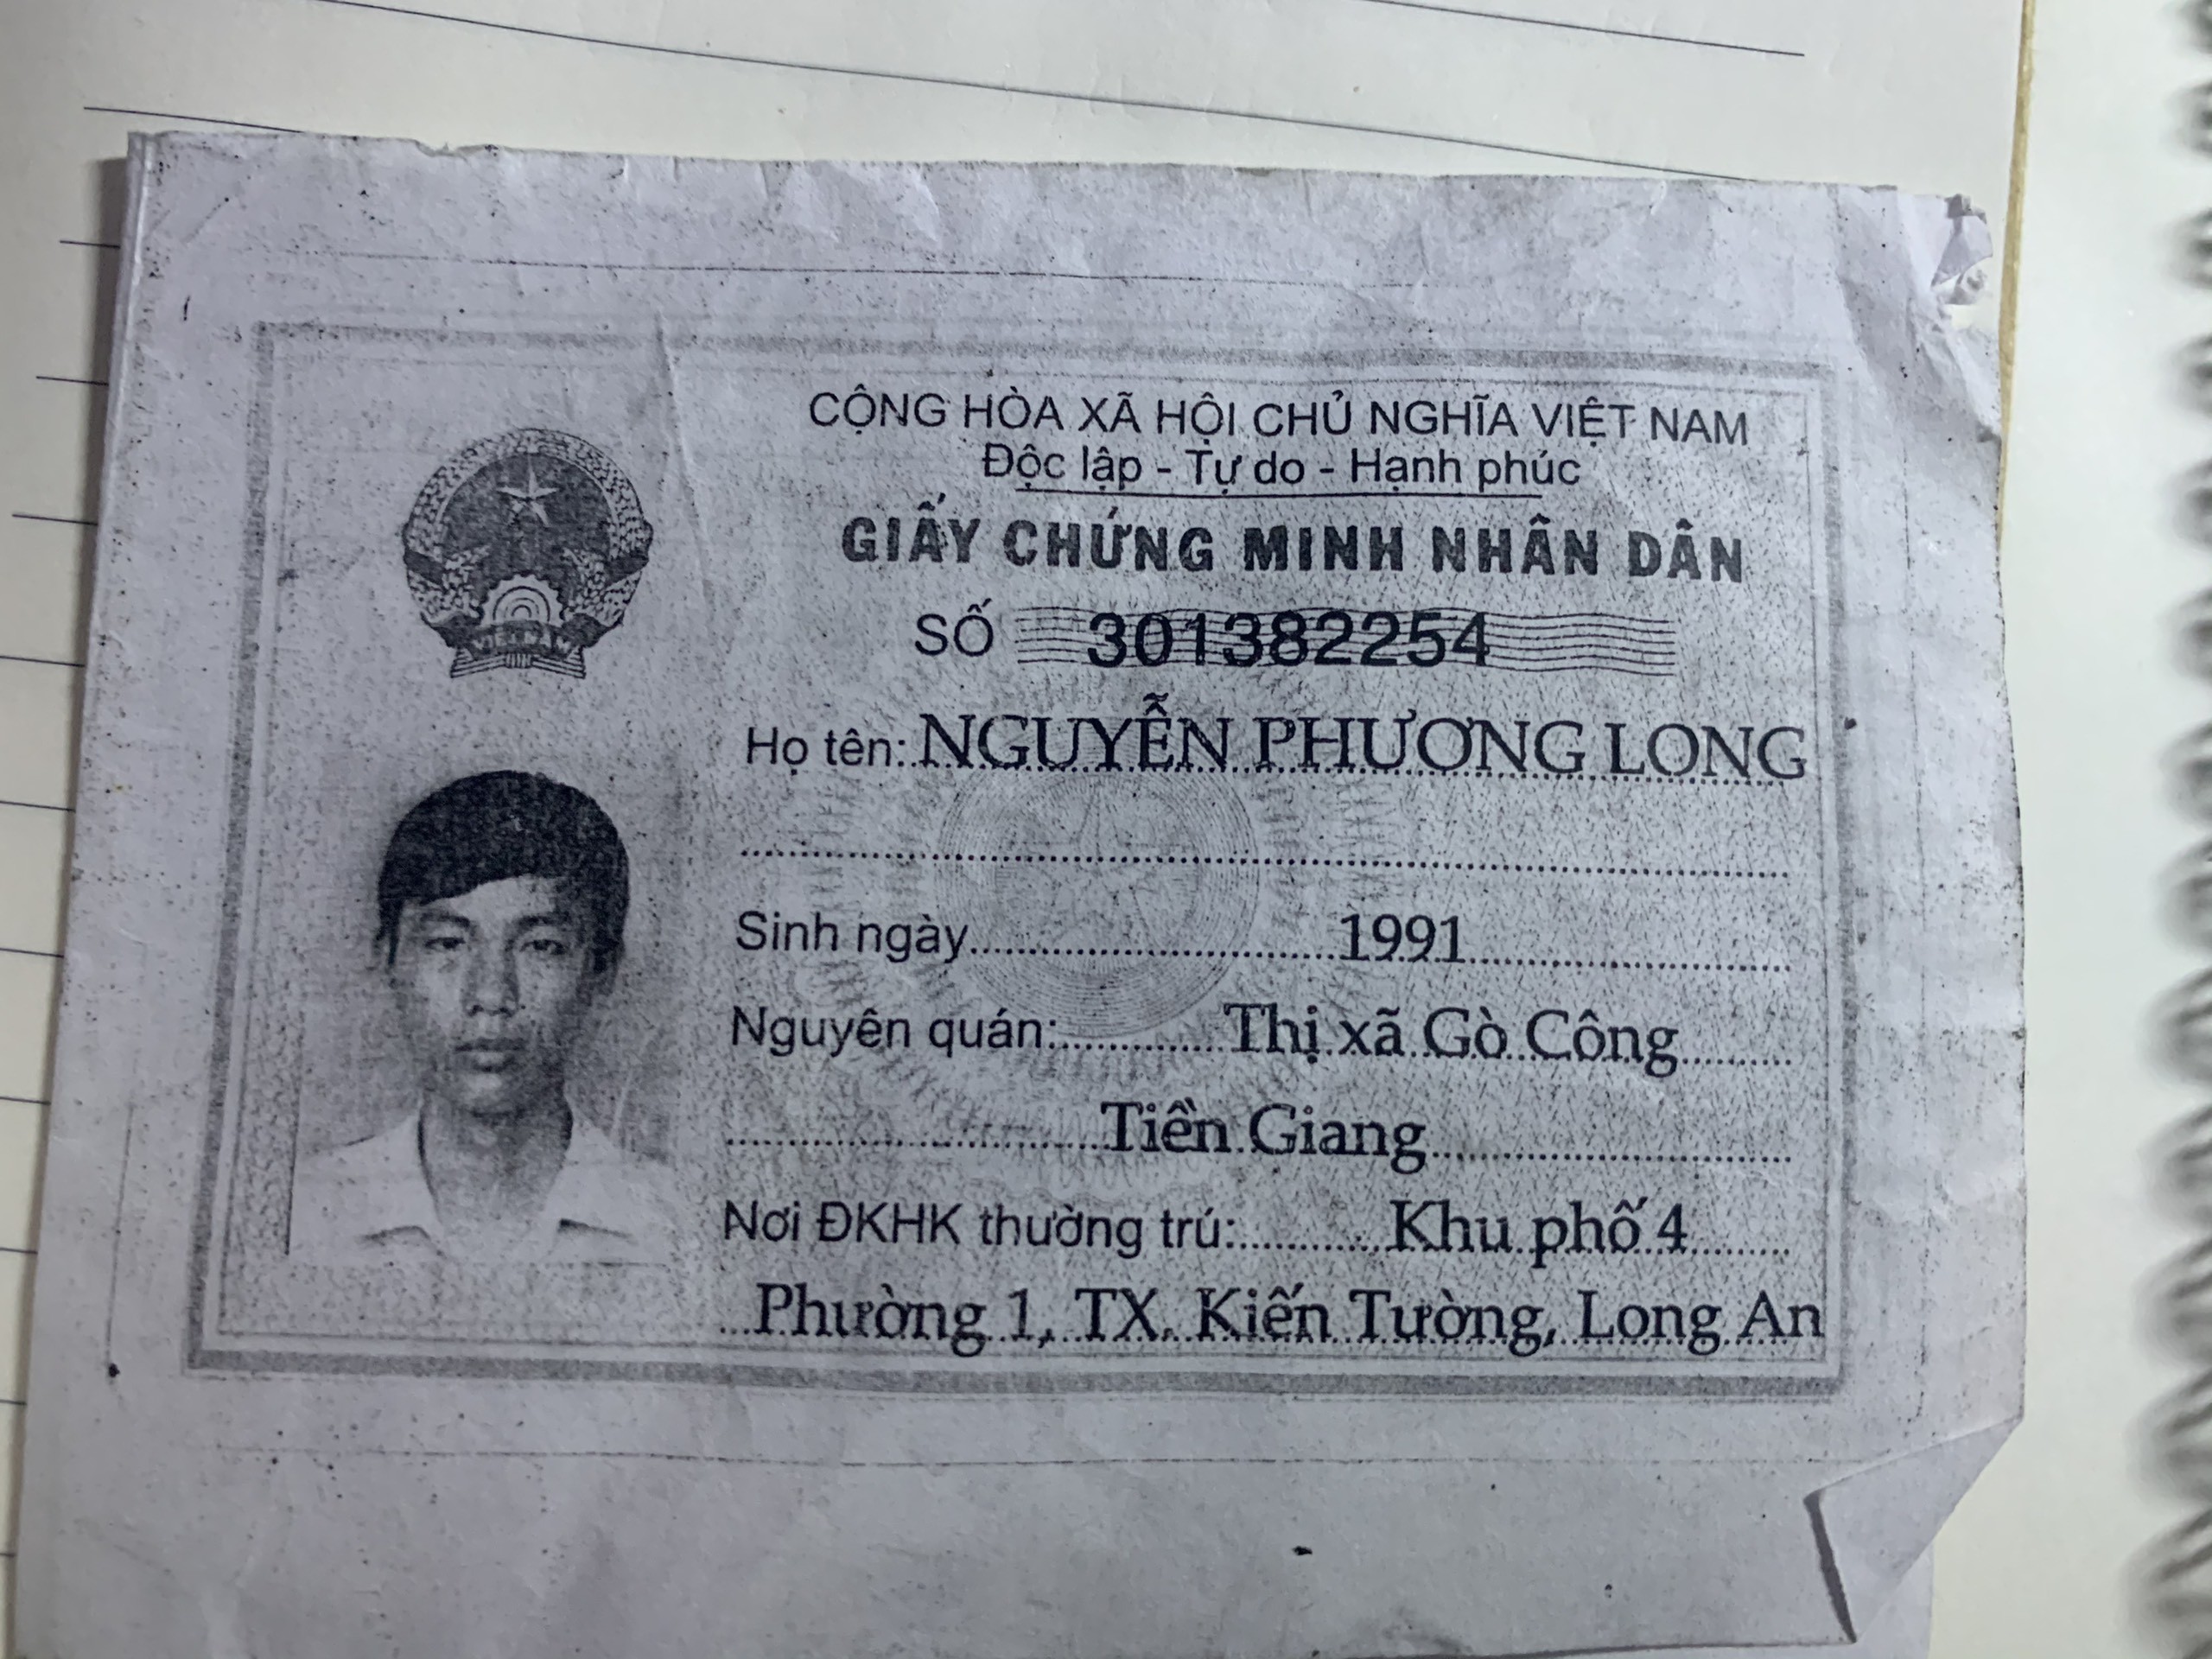 CỘNG HÒA XÃ HỘI CHỦ NGHĨA VIỆT NAM
Độc lập - Tự do - Hạnh phúc
GIẤY CHỨNG MINH NHÂN DÂN
SỐ 301382254
VIỆT NAM
Họ tên: NGUYỄN PHƯƠNG LONG
Sinh ngày 1991
Nguyên quán: Thị xã Gò Công
Tiền Giang
Nơi ĐKHK thường trú: Khu phố 4
Phường 1, TX. Kiến Tường, Long An